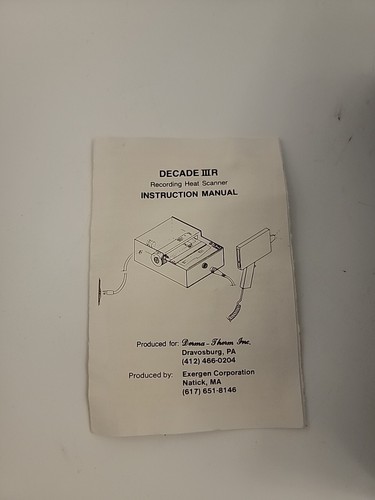 DECADE IIIR
Recording Heat Scanner
INSTRUCTION MANUAL
Produced for: Derma-Therm Inc.
Dravosburg, PA
(412) 466-0204
Produced by: Exergen Corporation
Natick, MA
(617) 651-8146